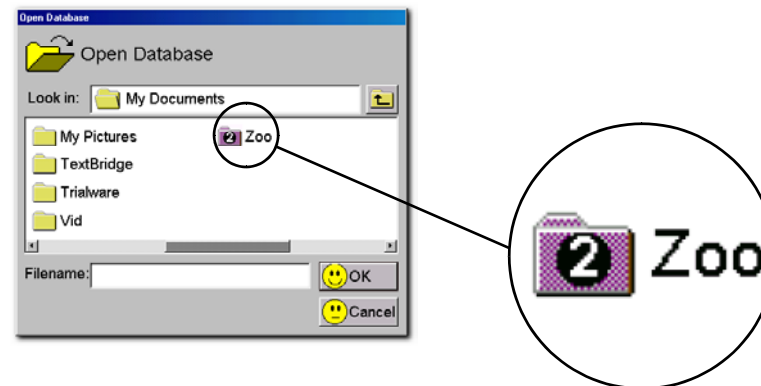 Open Database
Open Database
Look in: My Documents
My Pictures
2 Zoo
TextBridge
Trialware
Vid
Filename:
OK
Cancel
2 Zoo